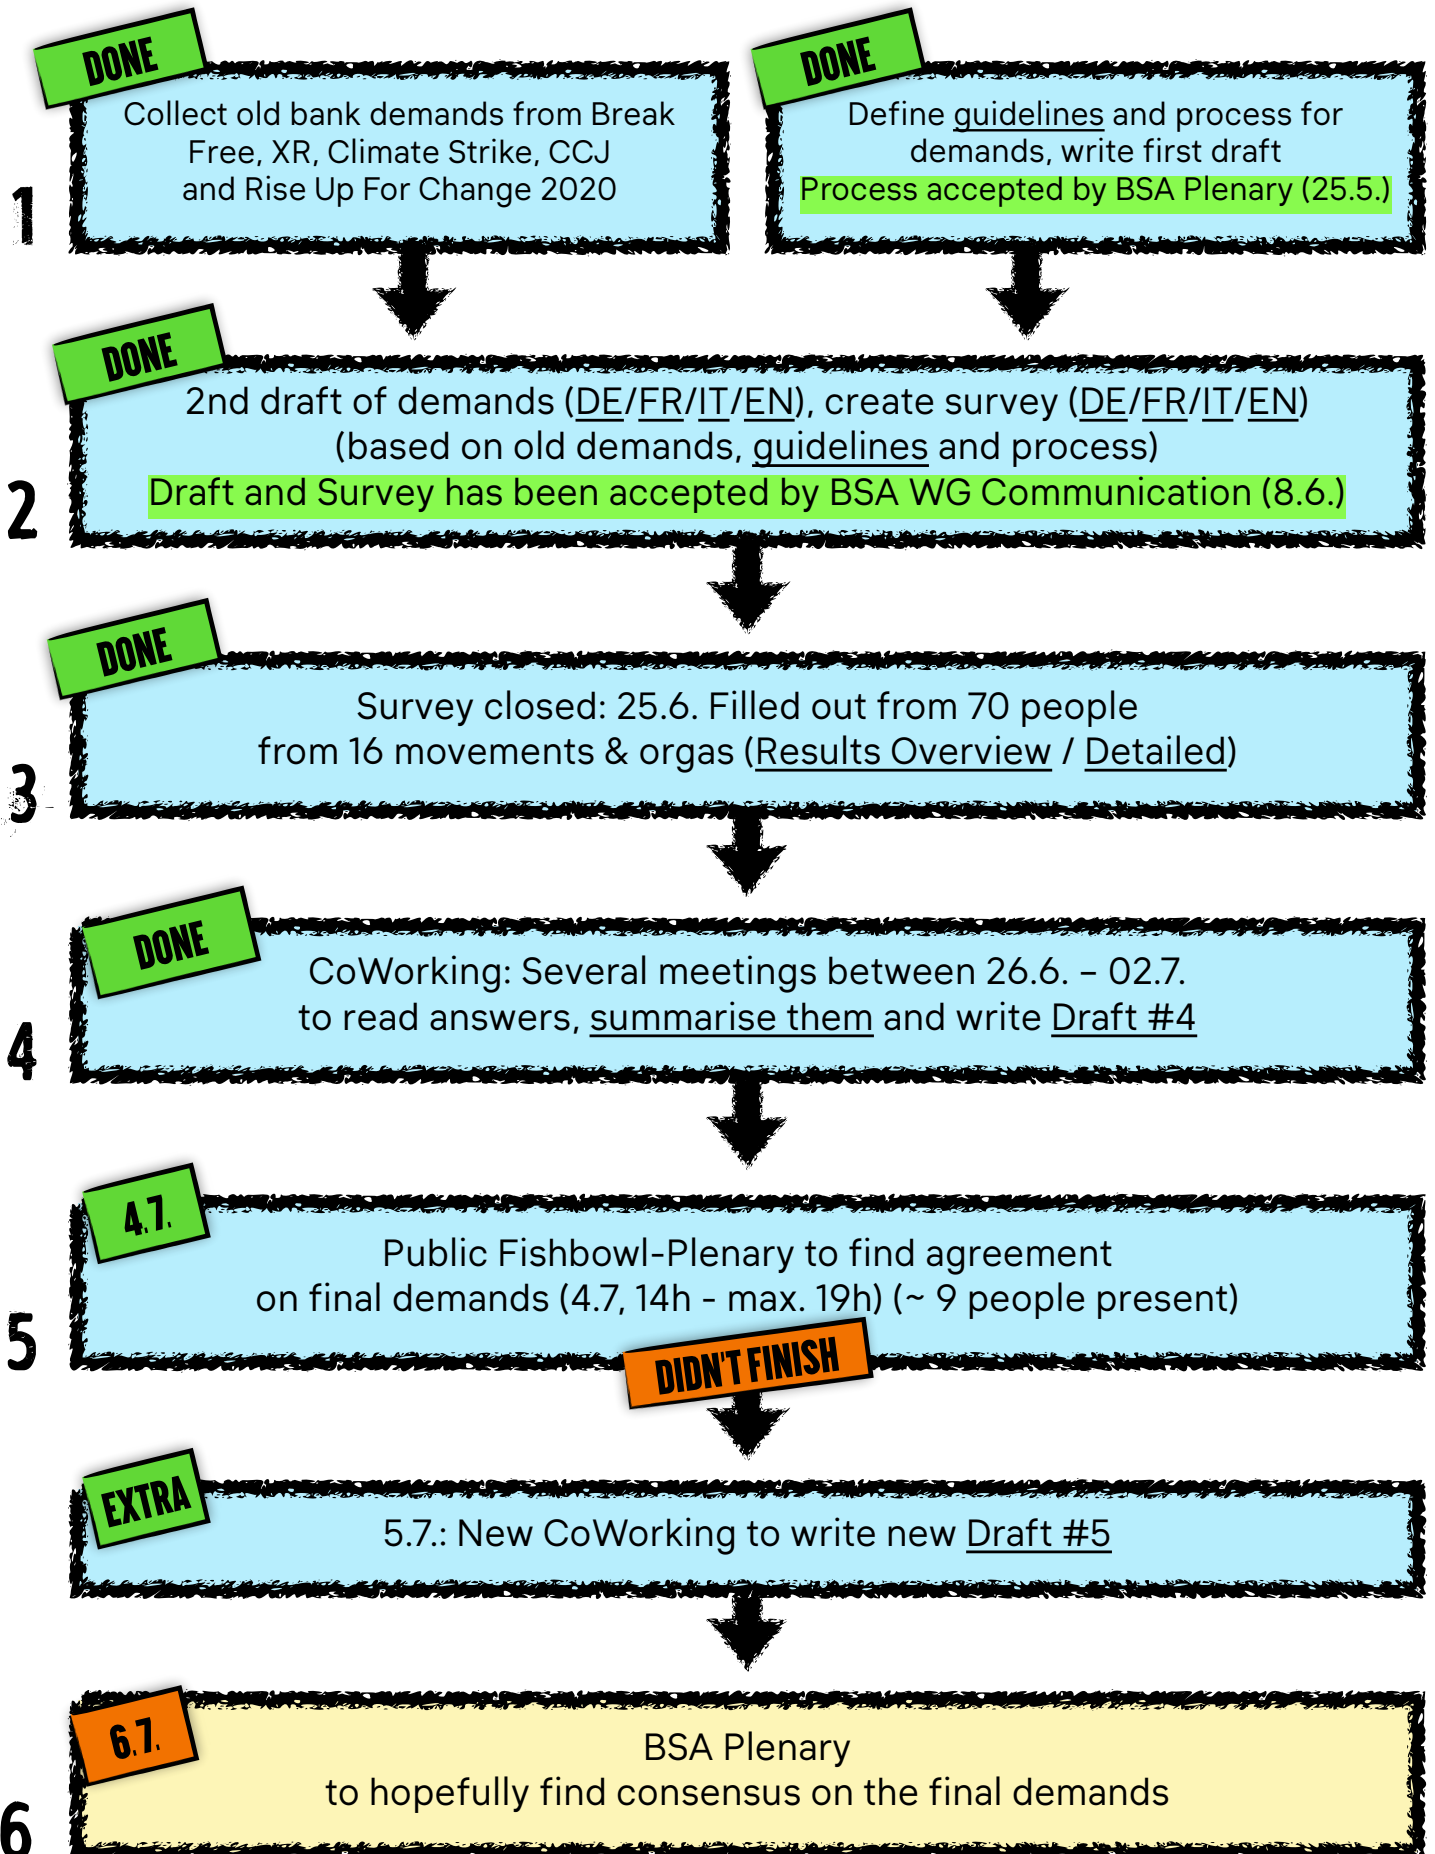 DONE
Collect old bank demands from Break
Free, XR, Climate Strike, CCJ
and Rise Up For Change 2020
DONE
Define guidelines and process for
demands, write first draft
Process accepted by BSA Plenary (25.5.)
1
DONE
2nd draft of demands (DE/FR/IT/EN), create survey (DE/FR/IT/EN)
(based on old demands, guidelines and process)
Draft and Survey has been accepted by BSA WG Communication (8.6.)
2
DONE
Survey closed: 25.6. Filled out from 70 people
from 16 movements & orgas (Results Overview / Detailed)
3
DONE
CoWorking: Several meetings between 26.6. – 02.7.
to read answers, summarise them and write Draft #4
4
4.7.
Public Fishbowl-Plenary to find agreement
on final demands (4.7, 14h - max. 19h) (~ 9 people present)
5
DIDN'T FINISH
EXTRA
5.7.: New CoWorking to write new Draft #5
6.7.
BSA Plenary
to hopefully find consensus on the final demands
6